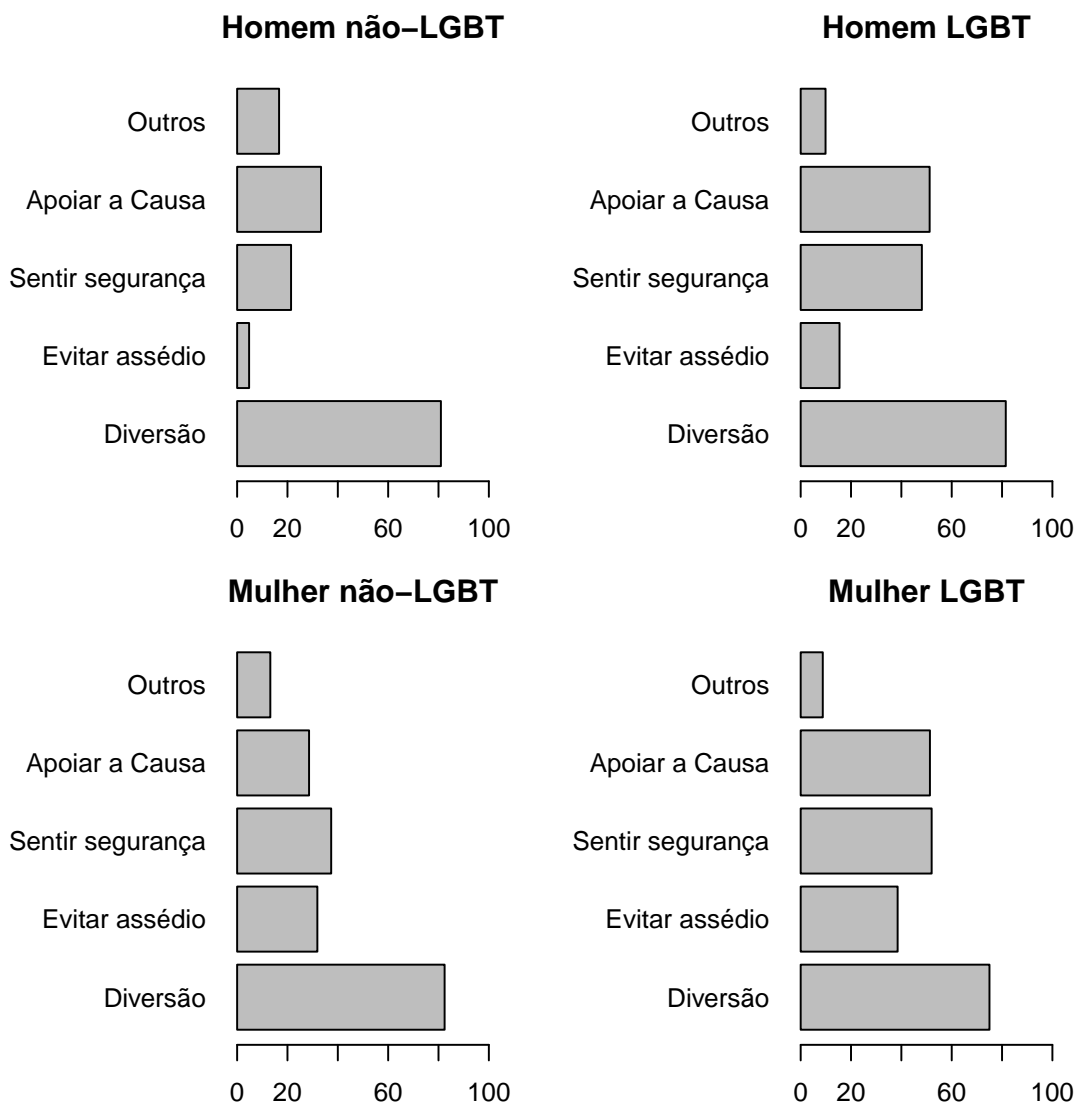 Homem não−LGBT
Outros
Apoiar a Causa
Sentir segurança
Evitar assédio
Diversão
0 20 60 100
Homem LGBT
Outros
Apoiar a Causa
Sentir segurança
Evitar assédio
Diversão
0 20 60 100
Mulher não−LGBT
Outros
Apoiar a Causa
Sentir segurança
Evitar assédio
Diversão
0 20 60 100
Mulher LGBT
Outros
Apoiar a Causa
Sentir segurança
Evitar assédio
Diversão
0 20 60 100